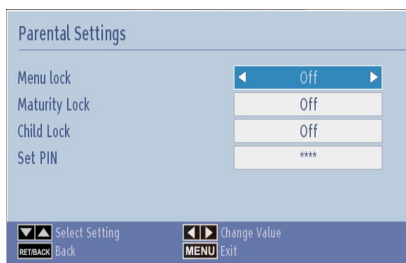 Parental Settings
Menu lock Off
Maturity Lock Off
Child Lock Off
Set PIN ****
Select Setting Change Value
RET/BACK Back MENU Exit